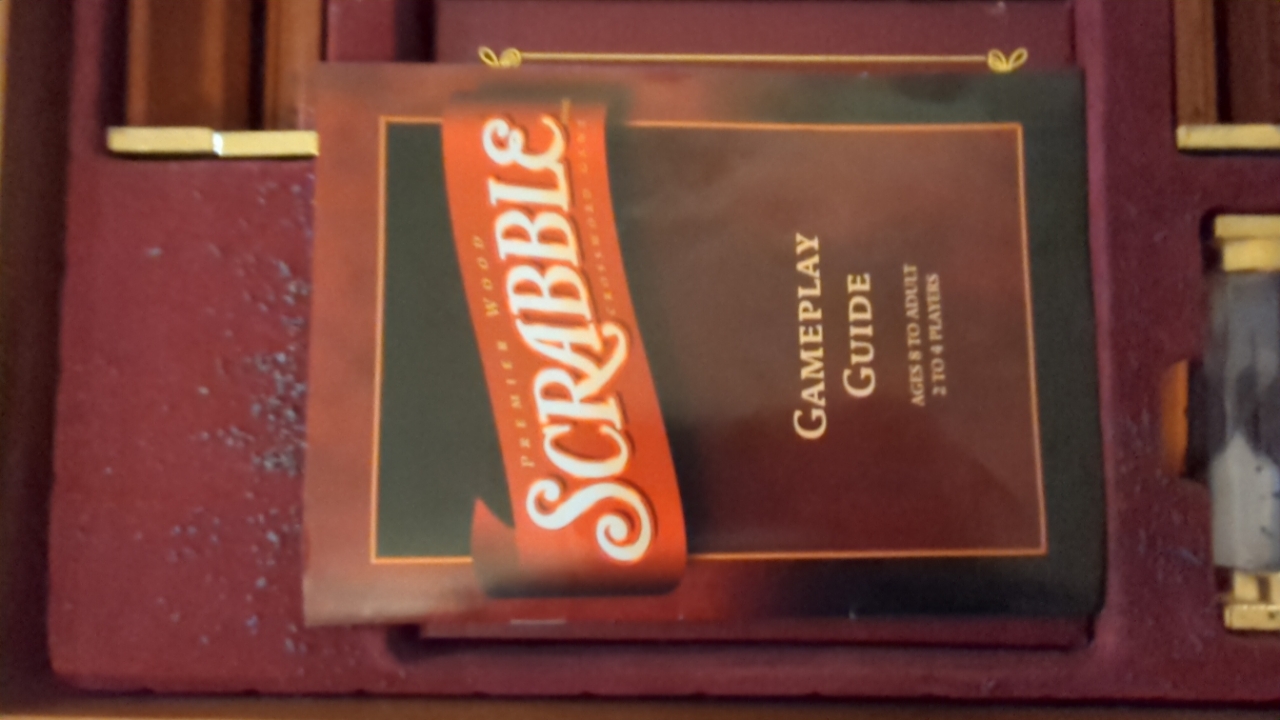 PREMIER WOOD
SCRABBLE
CROSSWORD GAME
GAMEPLAY
GUIDE
AGES 8 TO ADULT
2 TO 4 PLAYERS